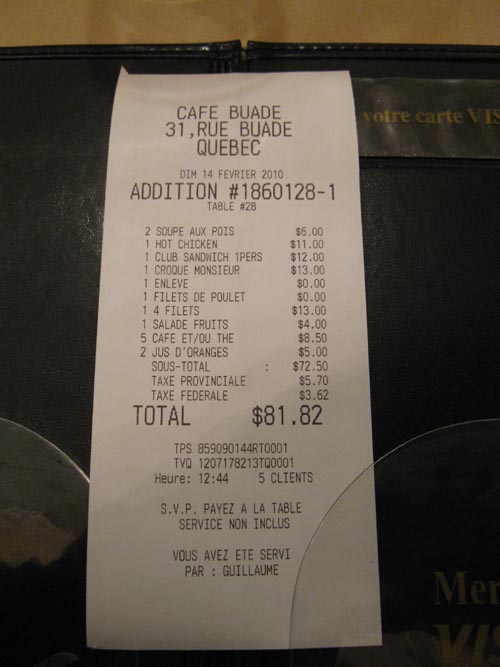 CAFE BUADE
31,RUE BUADE
QUEBEC
DIM 14 FEVRIER 2010
ADDITION #1860128-1
TABLE #28
2 SOUPE AUX POIS $6.00
1 HOT CHICKEN $11.00
1 CLUB SANDWICH 1PERS $12.00
1 CROQUE MONSIEUR $13.00
1 ENLEVE $0.00
1 FILETS DE POULET $0.00
1 4 FILETS $13.00
1 SALADE FRUITS $4.00
5 CAFE ET/OU THE $8.50
2 JUS D'ORANGES $5.00
SOUS-TOTAL : $72.50
TAXE PROVINCIALE $5.70
TAXE FEDERALE $3.62
TOTAL $81.82
TPS 859090144RT0001
TVQ 1207178213TQ0001
Heure: 12:44 5 CLIENTS
S.V.P. PAYEZ A LA TABLE
SERVICE NON INCLUS
VOUS AVEZ ETE SERVI
PAR : GUILLAUME
votre carte VIS
Mer
VI